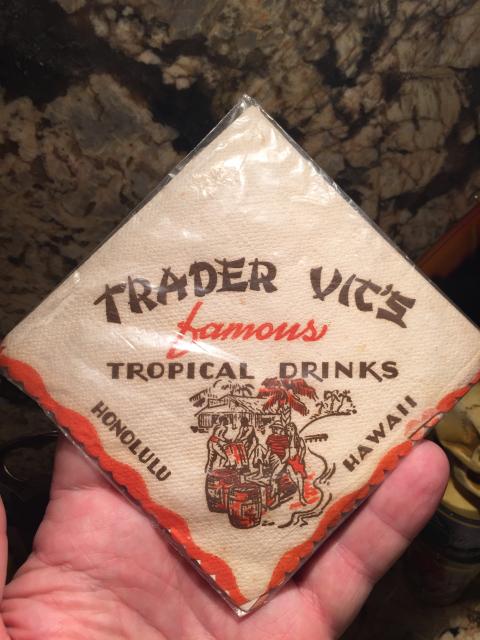 TRADER VIC'S
famous
TROPICAL DRINKS
HONOLULU
HAWAII